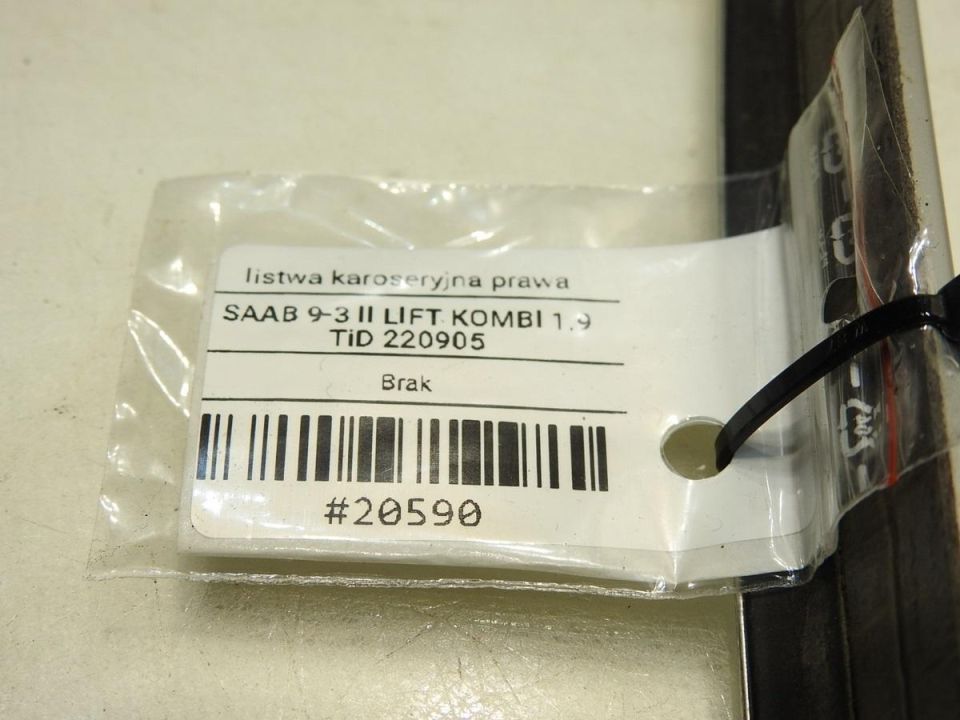 listwa karoseryjna prawa
SAAB 9-3 II LIFT KOMBI 1.9
TiD 220905
Brak
#20590